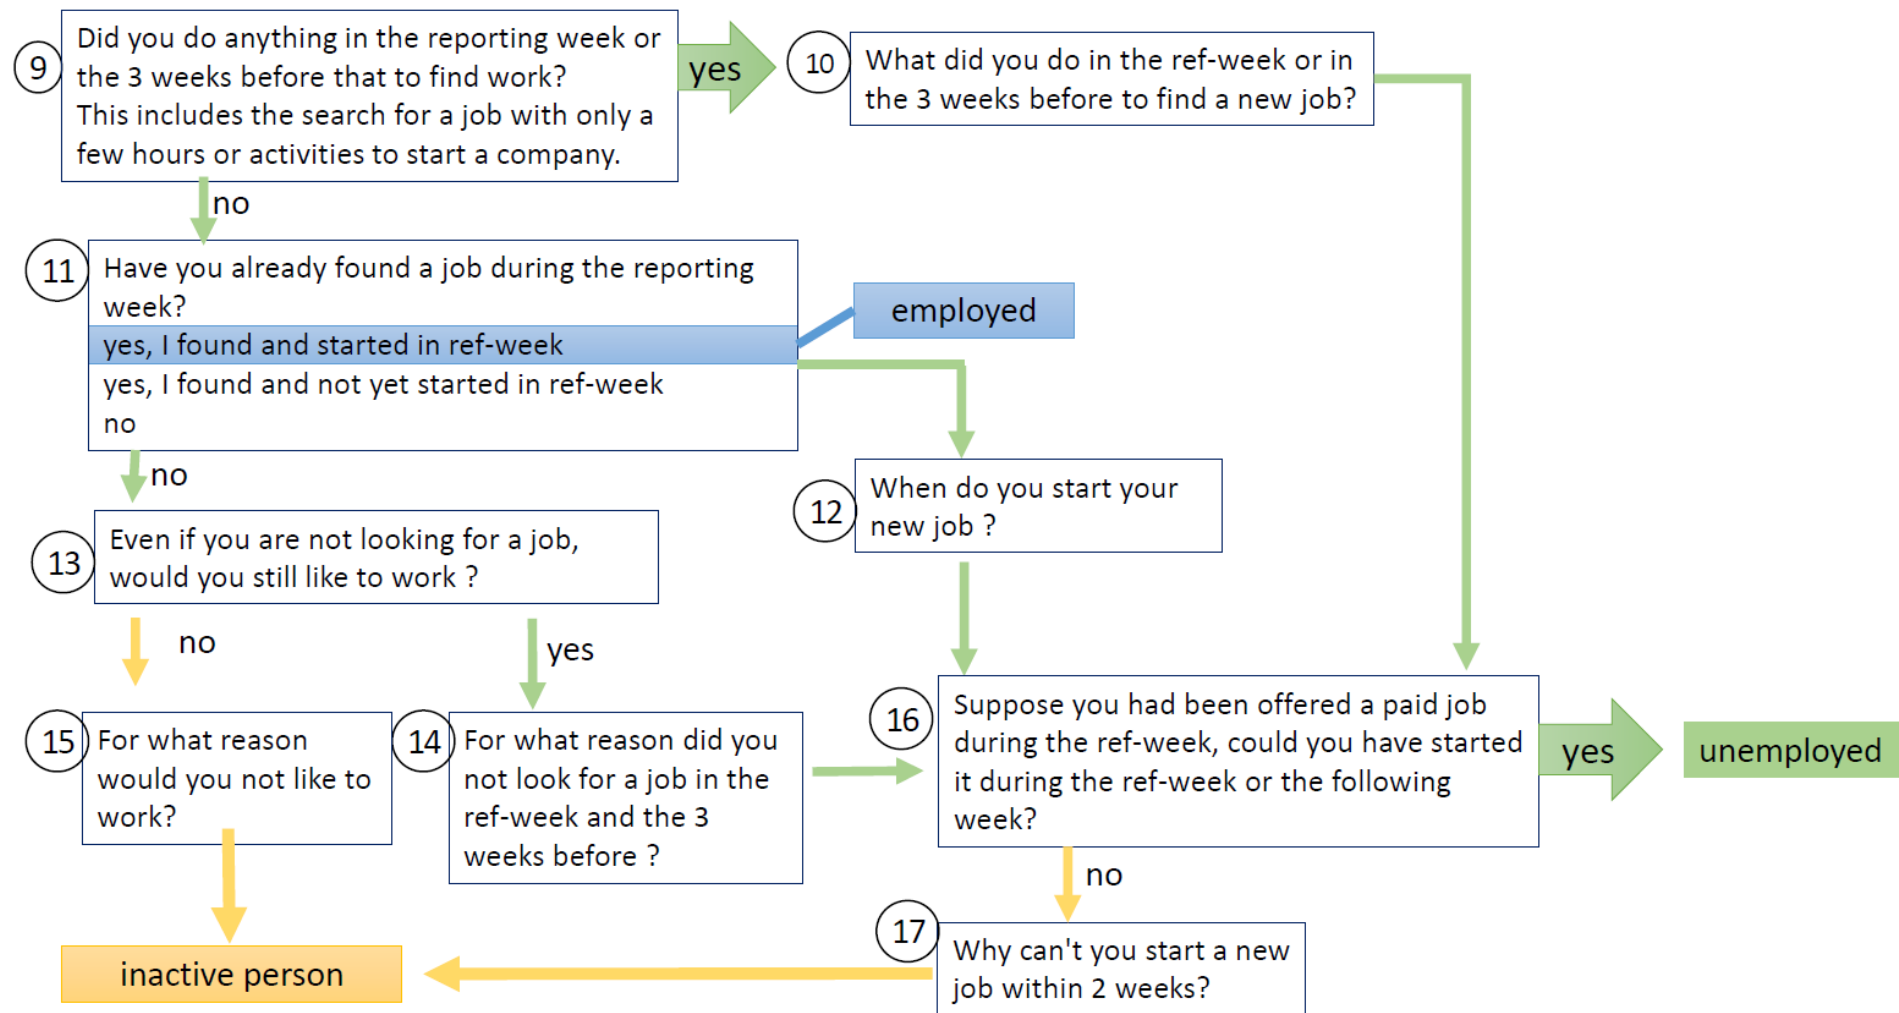 9
Did you do anything in the reporting week or
the 3 weeks before that to find work?
This includes the search for a job with only a
few hours or activities to start a company.
yes
10
What did you do in the ref-week or in
the 3 weeks before to find a new job?
no
11
Have you already found a job during the reporting
week?
yes, I found and started in ref-week
yes, I found and not yet started in ref-week
no
employed
no
12
When do you start your
new job ?
13
Even if you are not looking for a job,
would you still like to work ?
no
yes
15
For what reason
would you not like to
work?
14
For what reason did you
not look for a job in the
ref-week and the 3
weeks before ?
16
Suppose you had been offered a paid job
during the ref-week, could you have started
it during the ref-week or the following
week?
yes
unemployed
no
17
Why can't you start a new
job within 2 weeks?
inactive person